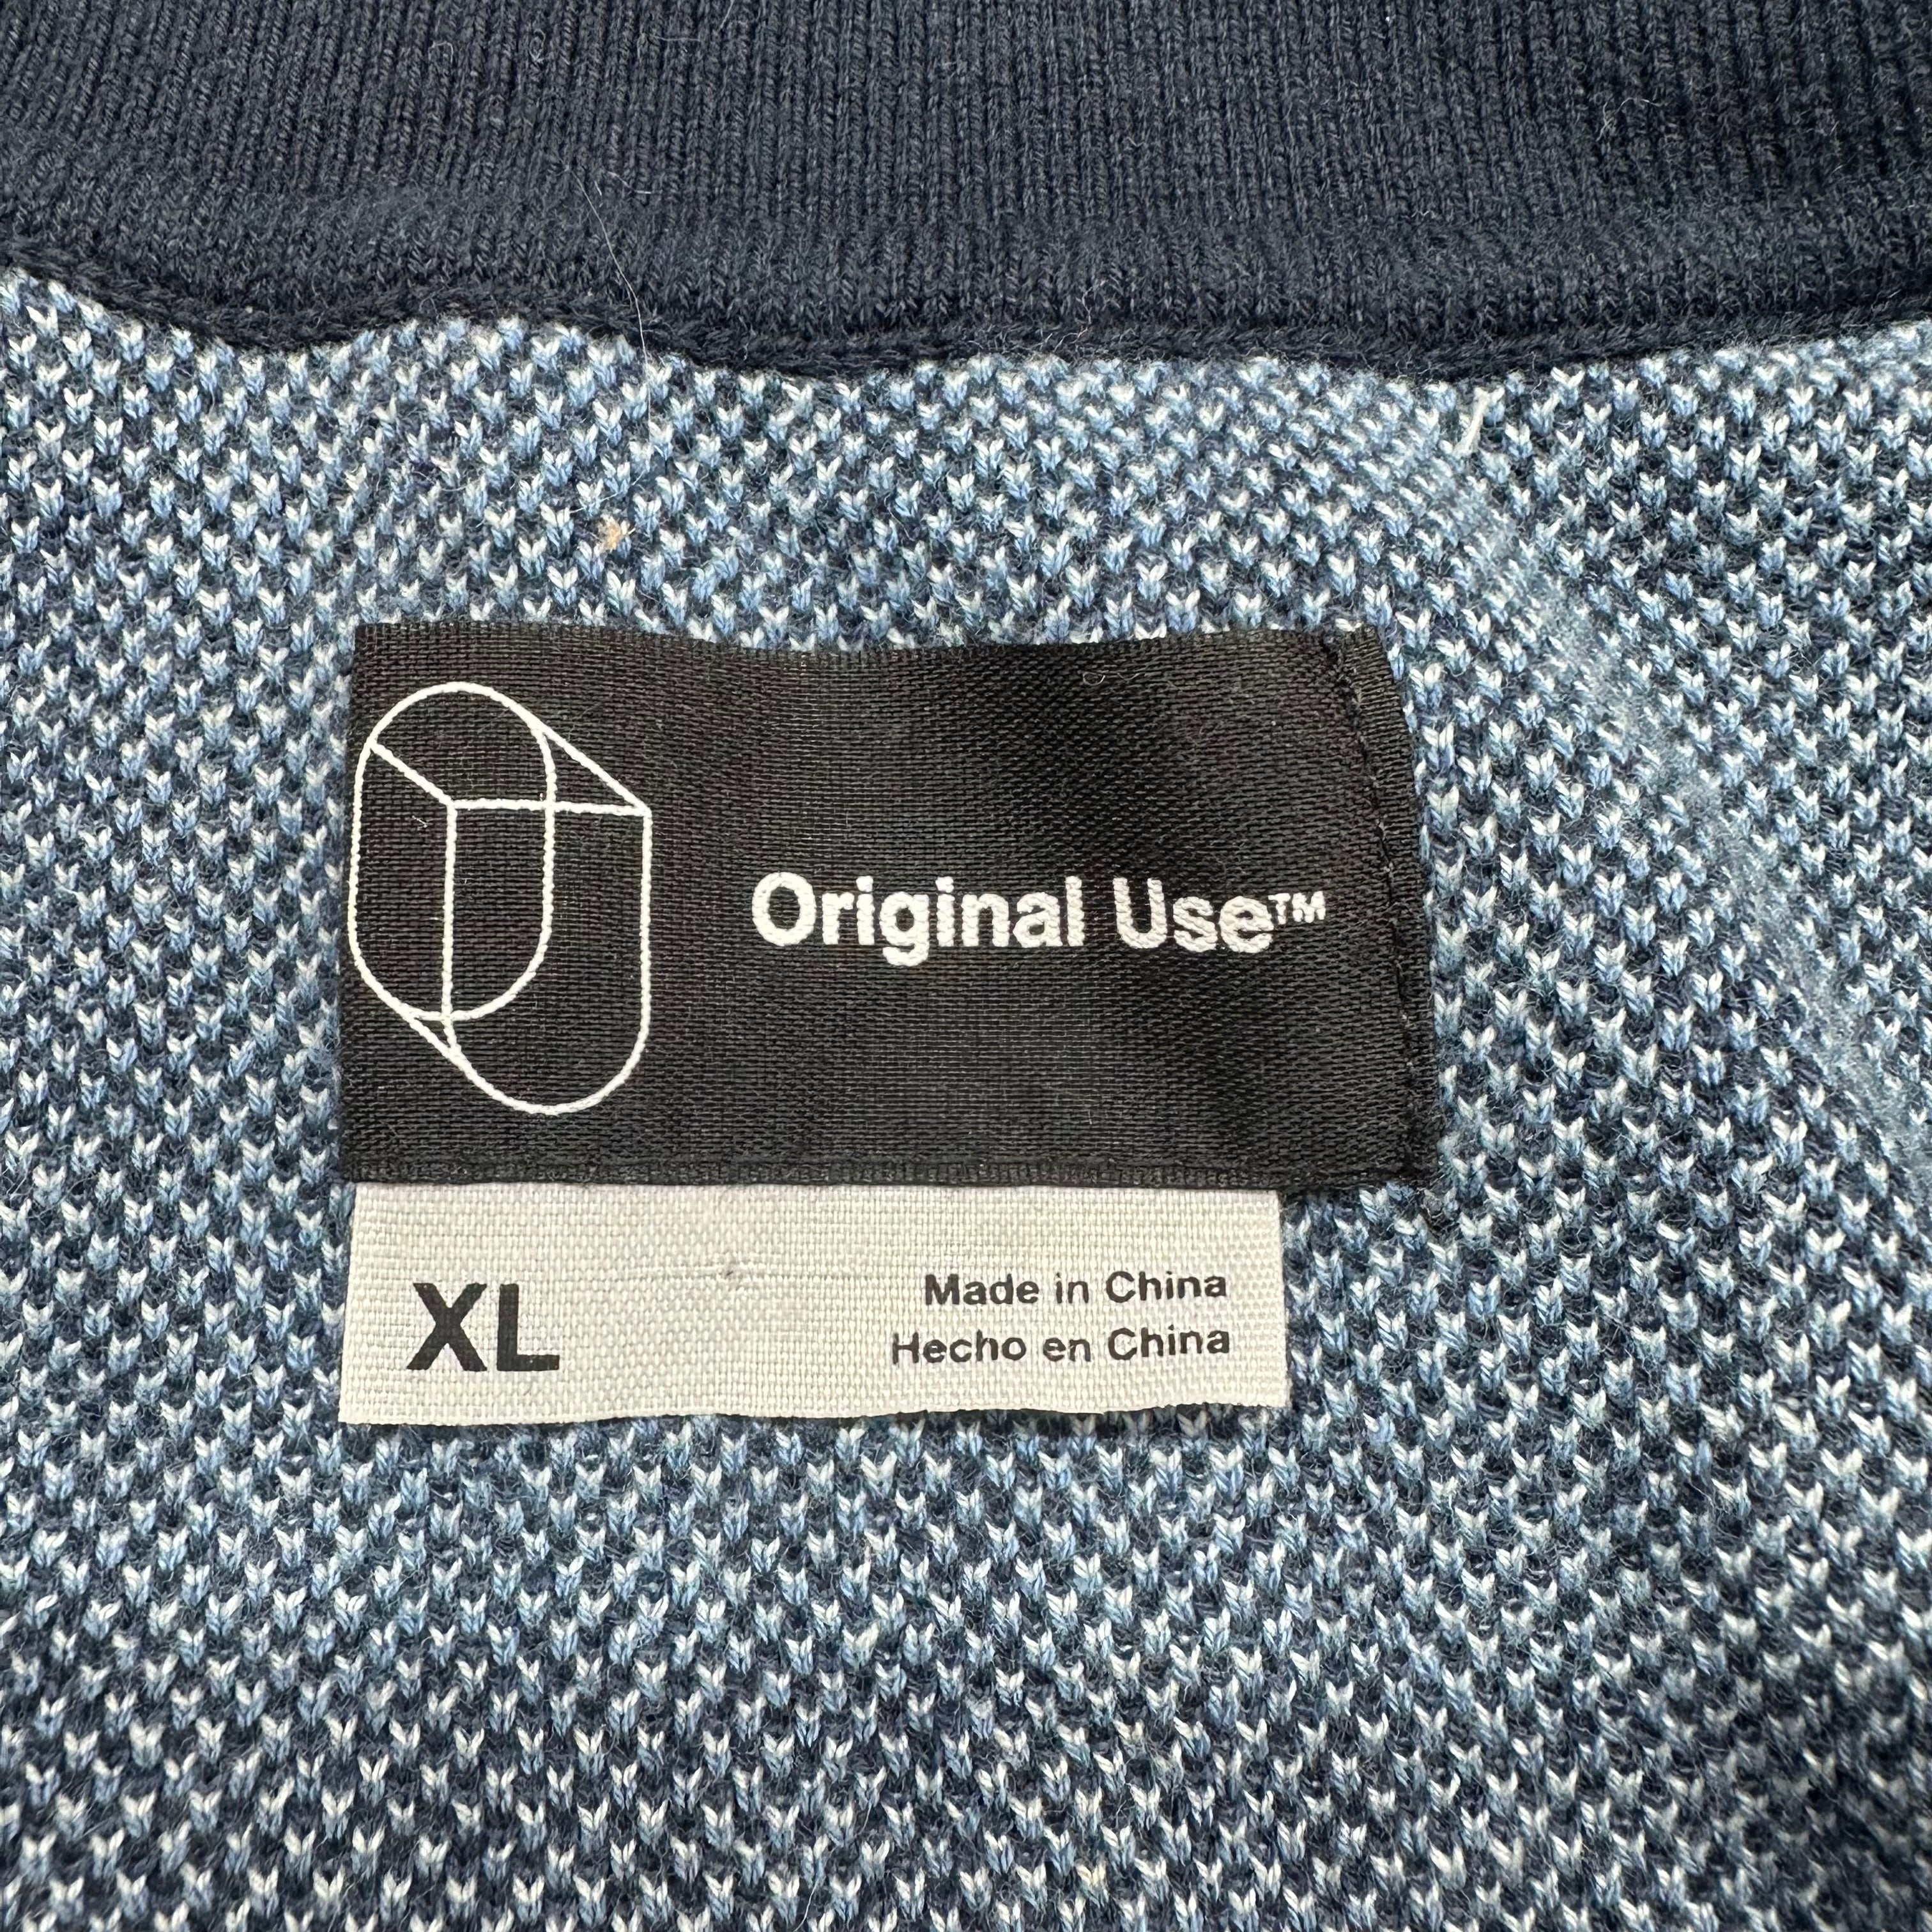 Original Use™
XL
Made in China
Hecho en China